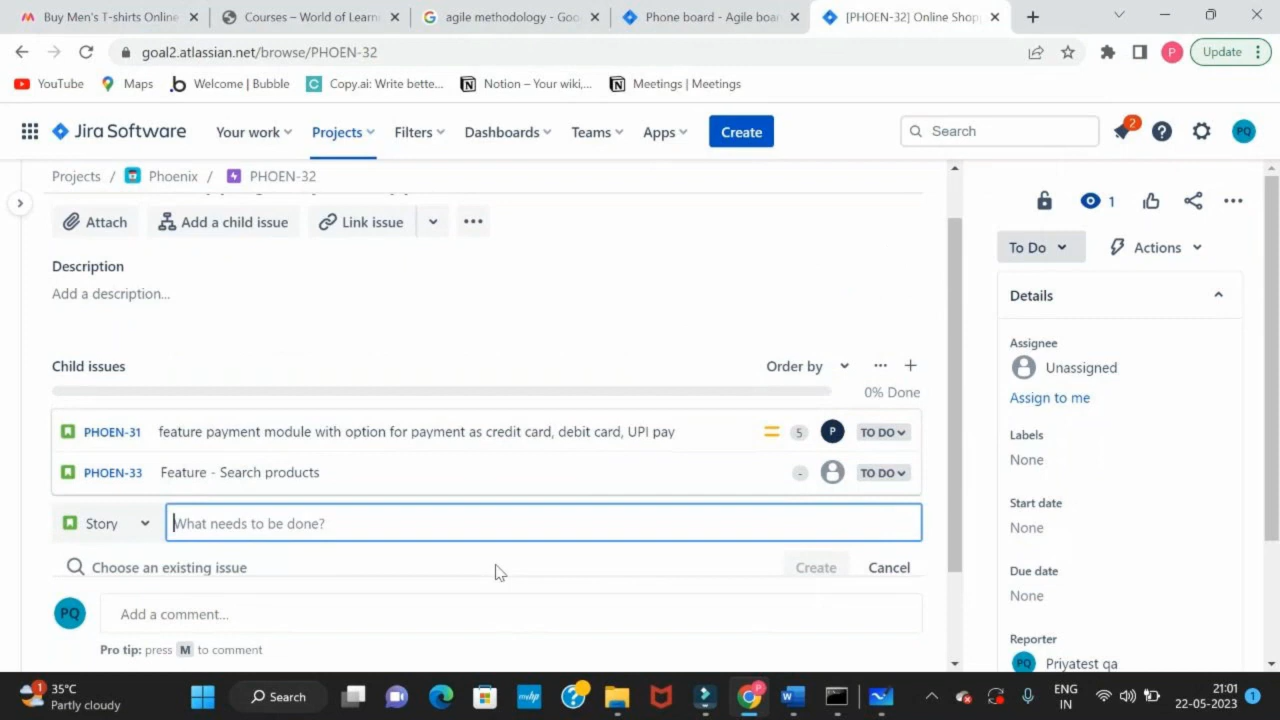 Buy Men's T-shirts Online
Courses – World of Learn
agile methodology - Goo
Phone board - Agile boar
[PHOEN-32] Online Shop
goal2.atlassian.net/browse/PHOEN-32
P
Update
YouTube
Maps
Welcome | Bubble
Copy.ai: Write bette...
Notion – Your wiki,...
Meetings | Meetings
Jira Software
Your work
Projects
Filters
Dashboards
Teams
Apps
Create
Search
2
PQ
Projects / Phoenix / PHOEN-32
1
Attach
Add a child issue
Link issue
To Do
Actions
Description
Add a description...
Details
Assignee
Unassigned
Assign to me
Child issues
Order by
0% Done
PHOEN-31 feature payment module with option for payment as credit card, debit card, UPI pay 5 P TO DO
PHOEN-33 Feature - Search products - TO DO
Labels
None
Start date
None
Story
What needs to be done?
Choose an existing issue
Create
Cancel
Due date
None
PQ
Add a comment...
Pro tip: press M to comment
Reporter
PQ Priyatest qa
1
35°C
Partly cloudy
Search
ENG
IN
21:01
22-05-2023
1